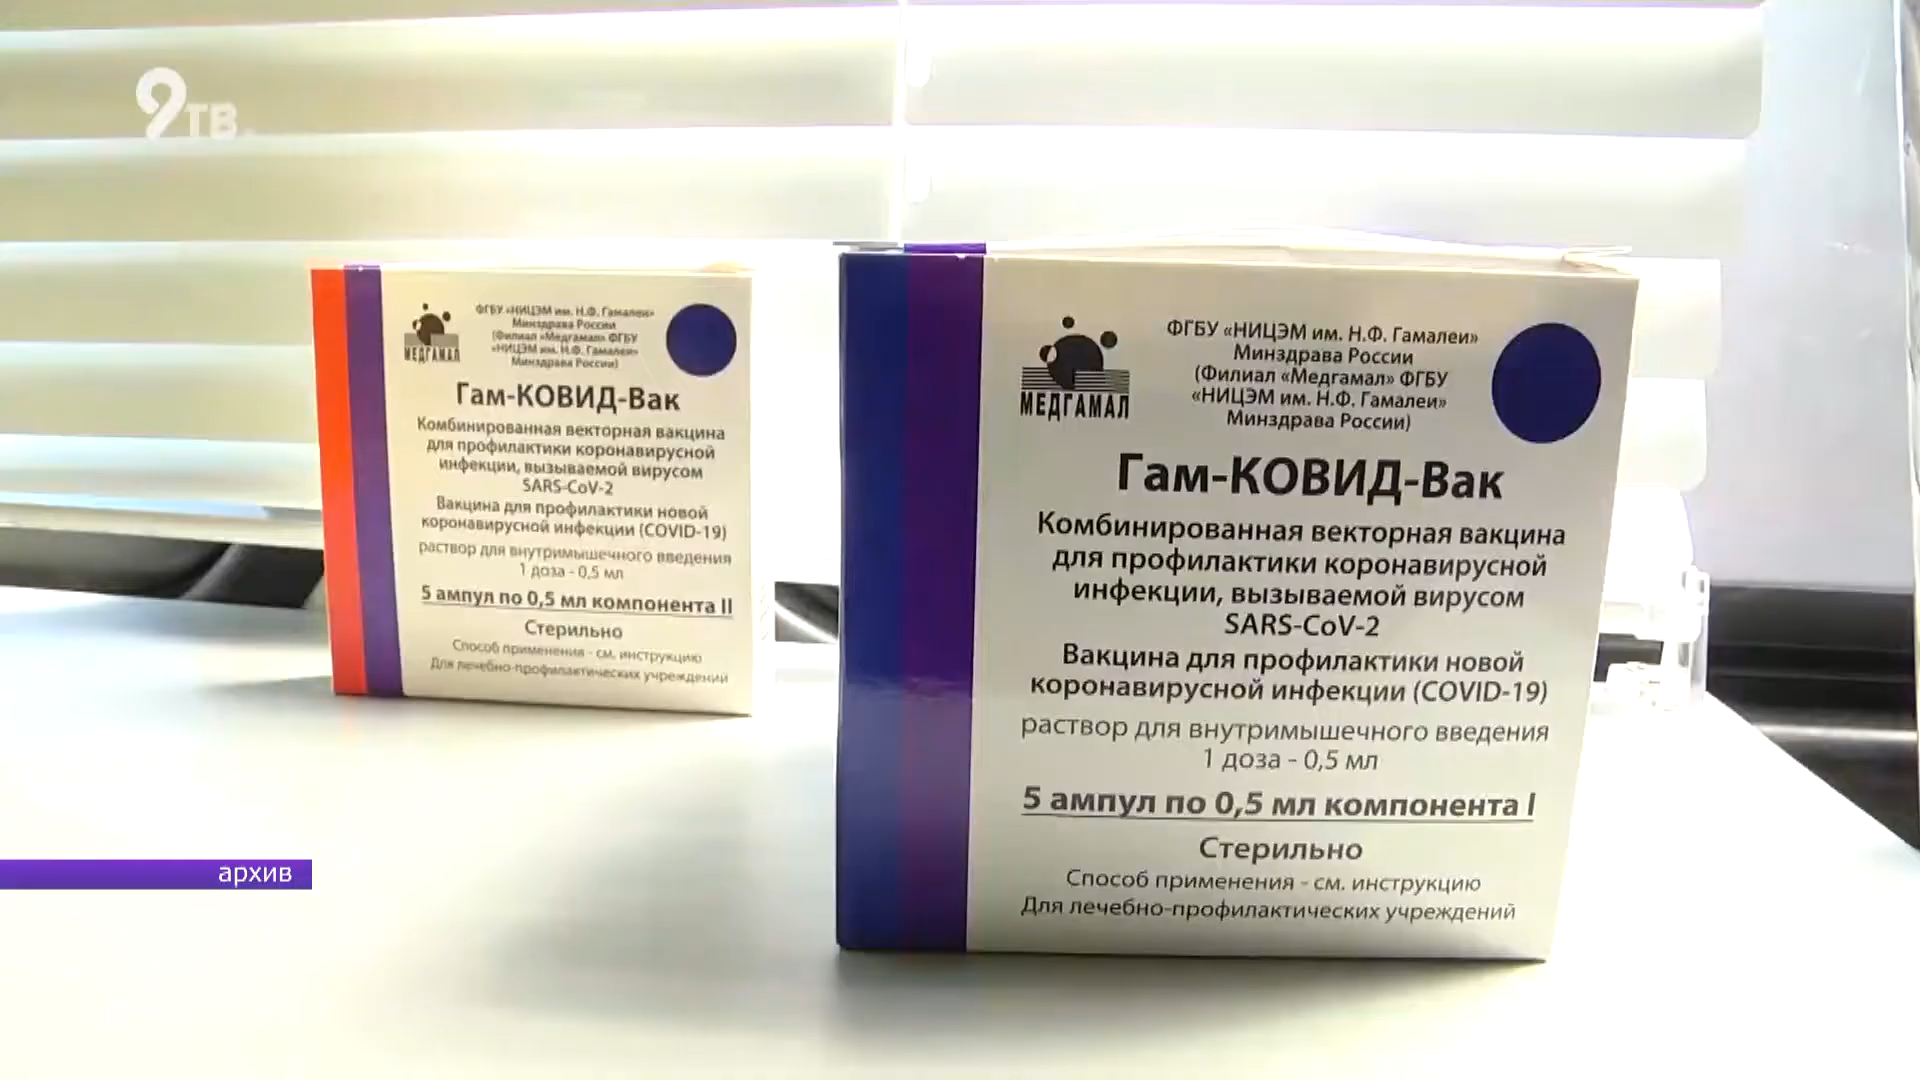 9ТВ.
МЕДГАМАЛ
ФГБУ «НИЦЭМ им. Н.Ф. Гамалеи»
Минздрава России
(Филиал «Медгамал» ФГБУ
«НИЦЭМ им. Н.Ф. Гамалеи»
Минздрава России)
Гам-КОВИД-Вак
Комбинированная векторная вакцина
для профилактики коронавирусной
инфекции, вызываемой вирусом
SARS-CoV-2
Вакцина для профилактики новой
коронавирусной инфекции (COVID-19)
раствор для внутримышечного введения
1 доза - 0,5 мл
5 ампул по 0,5 мл компонента II
Стерильно
Способ применения - см. инструкцию
Для лечебно-профилактических учреждений
МЕДГАМАЛ
ФГБУ «НИЦЭМ им. Н.Ф. Гамалеи»
Минздрава России
(Филиал «Медгамал» ФГБУ
«НИЦЭМ им. Н.Ф. Гамалеи»
Минздрава России)
Гам-КОВИД-Вак
Комбинированная векторная вакцина
для профилактики коронавирусной
инфекции, вызываемой вирусом
SARS-CoV-2
Вакцина для профилактики новой
коронавирусной инфекции (COVID-19)
раствор для внутримышечного введения
1 доза - 0,5 мл
5 ампул по 0,5 мл компонента I
Стерильно
Способ применения - см. инструкцию
Для лечебно-профилактических учреждений
архив